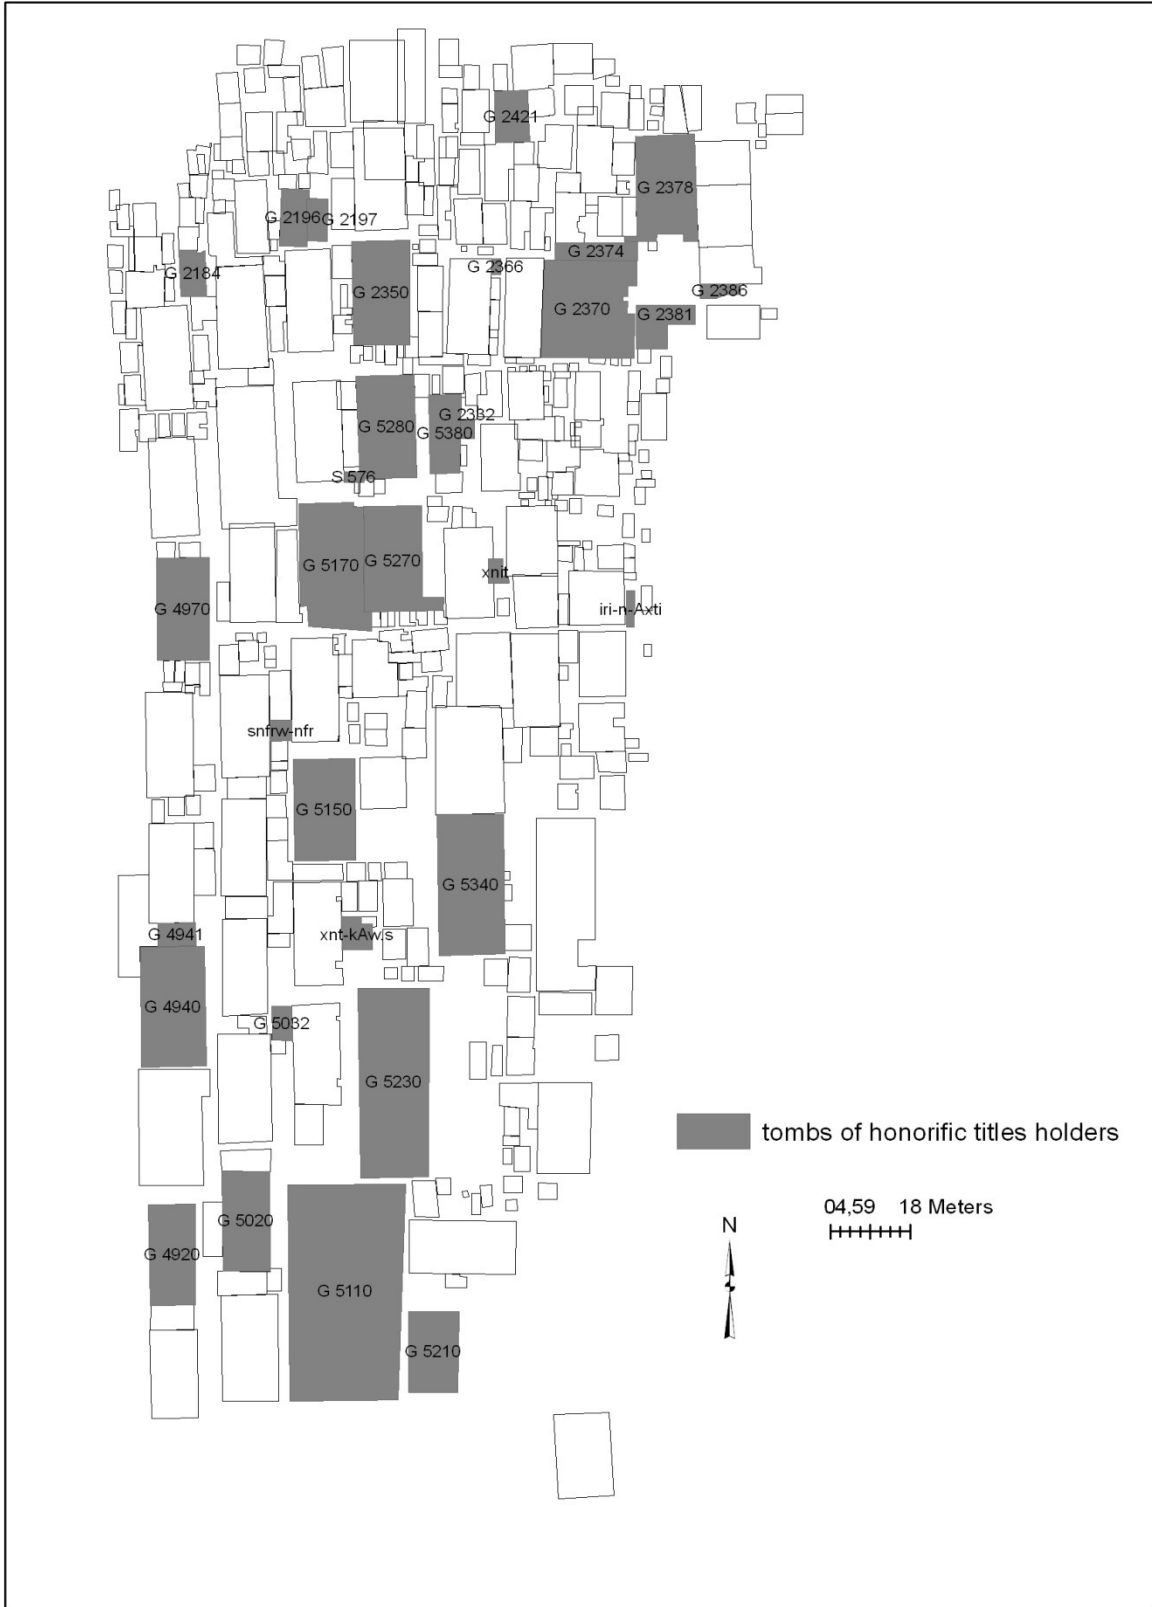 G 2421
G 2378
G 2196
G 2197
G 2374
G 2366
G 2184
G 2350
G 2386
G 2370
G 2381
G 2332
G 5280
G 5380
S 576
G 5270
G 5170
xnit
G 4970
iri-n-Axti
snfrw-nfr
G 5150
G 5340
G 4941
xnt-kAw.s
G 4940
G 5032
G 5230
tombs of honorific titles holders
04,59 18 Meters
G 5020
N
G 4920
G 5110
G 5210